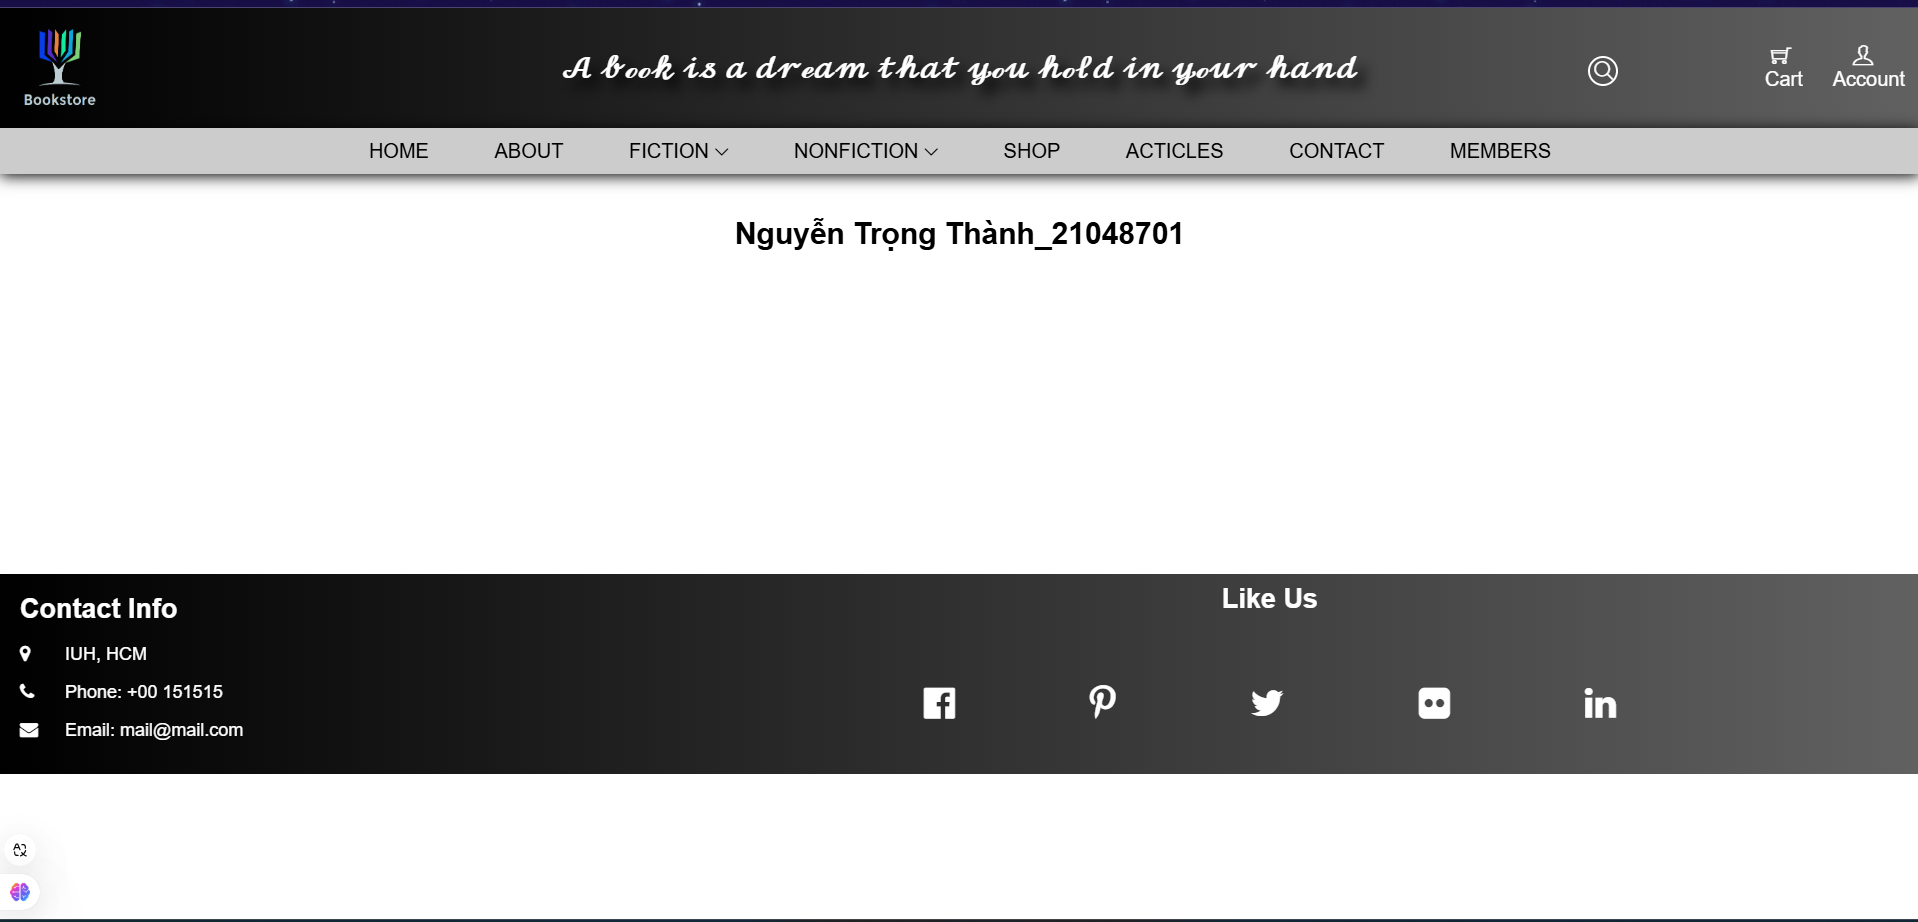 Bookstore
A book is a dream that you hold in your hand
Cart
Account
HOME ABOUT FICTION NONFICTION SHOP ACTICLES CONTACT MEMBERS
Nguyễn Trọng Thành_21048701
Contact Info
IUH, HCM
Phone: +00 151515
Email: mail@mail.com
Like Us